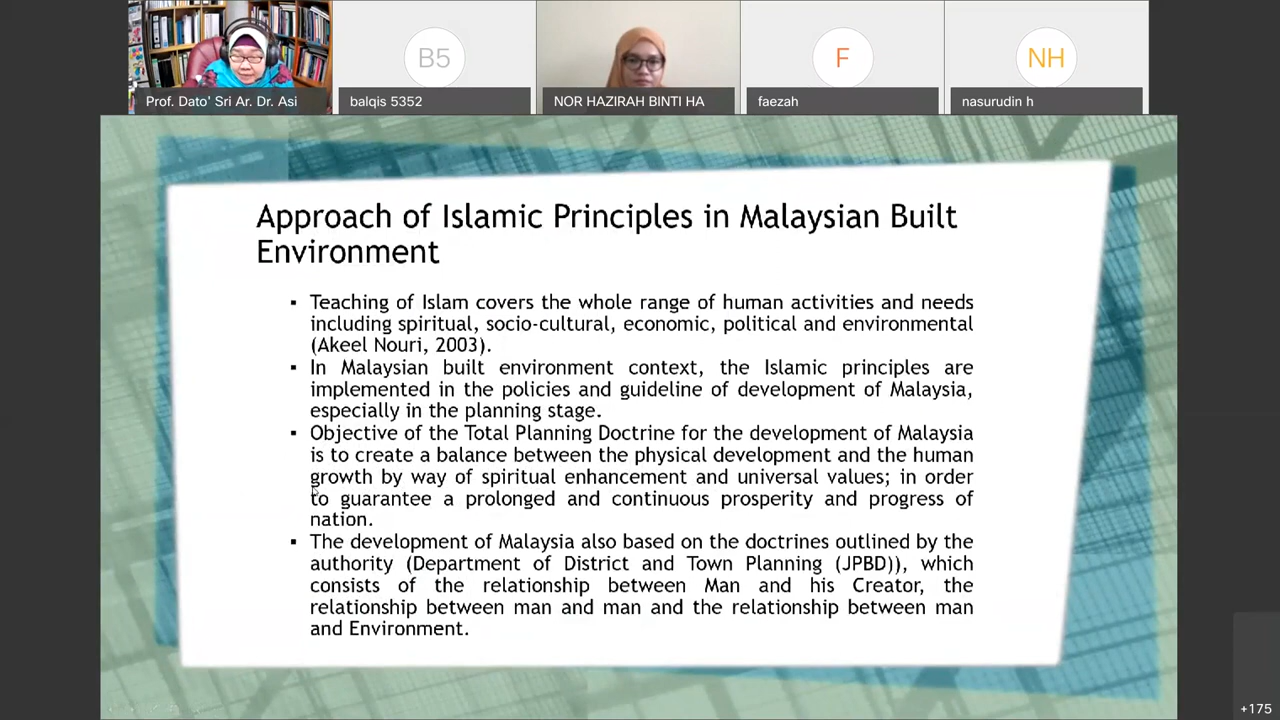 B5
F
NH
Prof. Dato' Sri Ar. Dr. Asi
balqis 5352
NOR HAZIRAH BINTI HA
faezah
nasurudin h
Approach of Islamic Principles in Malaysian Built
Environment
▪ Teaching of Islam covers the whole range of human activities and needs
including spiritual, socio-cultural, economic, political and environmental
(Akeel Nouri, 2003).
▪ In Malaysian built environment context, the Islamic principles are
implemented in the policies and guideline of development of Malaysia,
especially in the planning stage.
▪ Objective of the Total Planning Doctrine for the development of Malaysia
is to create a balance between the physical development and the human
growth by way of spiritual enhancement and universal values; in order
to guarantee a prolonged and continuous prosperity and progress of
nation.
▪ The development of Malaysia also based on the doctrines outlined by the
authority (Department of District and Town Planning (JPBD)), which
consists of the relationship between Man and his Creator, the
relationship between man and man and the relationship between man
and Environment.
+175